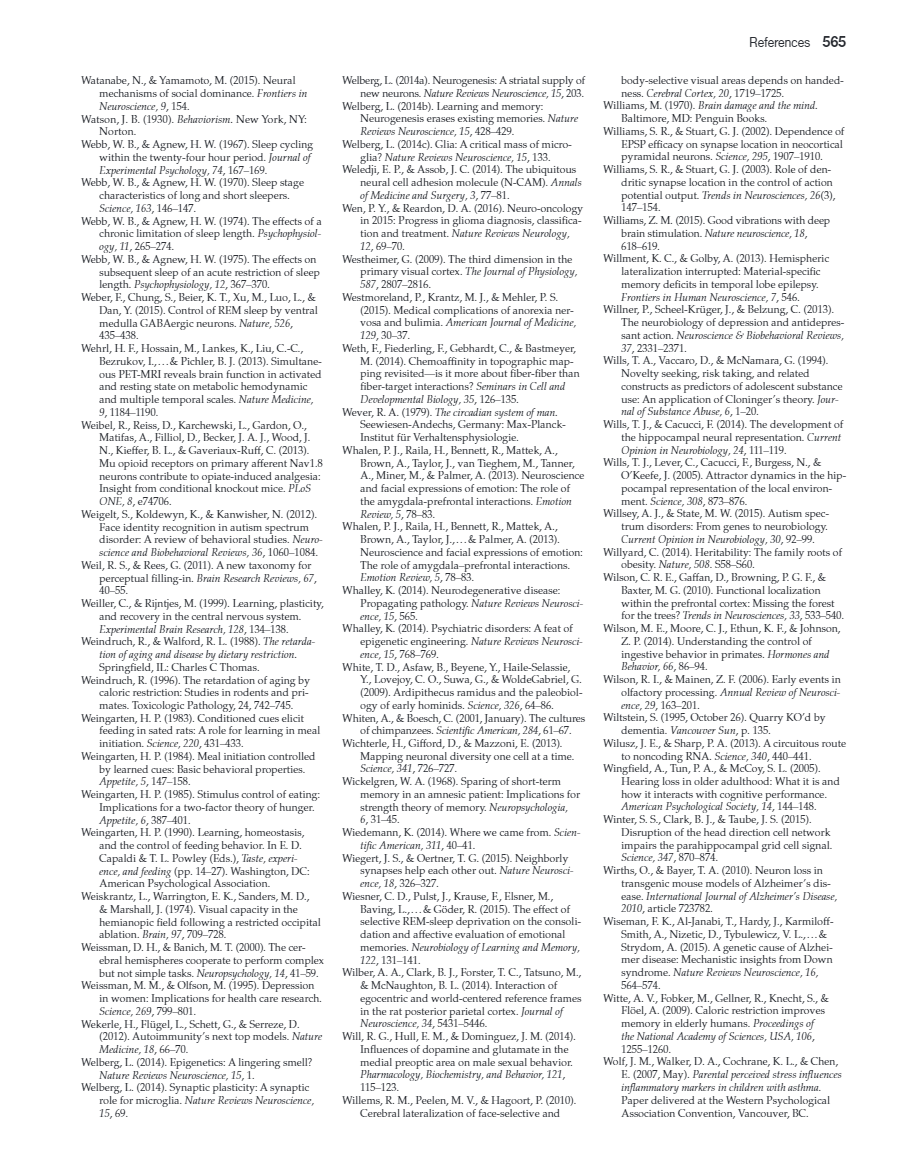 References 565
Watanabe, N., & Yamamoto, M. (2015). Neural
mechanisms of social dominance. Frontiers in
Neuroscience, 9, 154.
Watson, J. B. (1930). Behaviorism. New York, NY:
Norton.
Webb, W. B., & Agnew, H. W. (1967). Sleep cycling
within the twenty-four hour period. Journal of
Experimental Psychology, 74, 167–169.
Webb, W. B., & Agnew, H. W. (1970). Sleep stage
characteristics of long and short sleepers.
Science, 163, 146–147.
Webb, W. B., & Agnew, H. W. (1974). The effects of a
chronic limitation of sleep length. Psychophysiol-
ogy, 11, 265–274.
Webb, W. B., & Agnew, H. W. (1975). The effects on
subsequent sleep of an acute restriction of sleep
length. Psychophysiology, 12, 367–370.
Weber, F., Chung, S., Beier, K. T., Xu, M., Luo, L., &
Dan, Y. (2015). Control of REM sleep by ventral
medulla GABAergic neurons. Nature, 526,
435–438.
Wehrl, H. F., Hossain, M., Lankes, K., Liu, C.-C.,
Bezrukov, I.,… & Pichler, B. J. (2013). Simultane-
ous PET-MRI reveals brain function in activated
and resting state on metabolic hemodynamic
and multiple temporal scales. Nature Medicine,
9, 1184–1190.
Weibel, R., Reiss, D., Karchewski, L., Gardon, O.,
Matifas, A., Filliol, D., Becker, J. A. J., Wood, J.
N., Kieffer, B. L., & Gaveriaux-Ruff, C. (2013).
Mu opioid receptors on primary afferent Nav1.8
neurons contribute to opiate-induced analgesia:
Insight from conditional knockout mice. PLoS
ONE, 8, e74706.
Weigelt, S., Koldewyn, K., & Kanwisher, N. (2012).
Face identity recognition in autism spectrum
disorder: A review of behavioral studies. Neuro-
science and Biobehavioral Reviews, 36, 1060–1084.
Weil, R. S., & Rees, G. (2011). A new taxonomy for
perceptual filling-in. Brain Research Reviews, 67,
40–55.
Weiller, C., & Rijntjes, M. (1999). Learning, plasticity,
and recovery in the central nervous system.
Experimental Brain Research, 128, 134–138.
Weindruch, R., & Walford, R. L. (1988). The retarda-
tion of aging and disease by dietary restriction.
Springfield, IL: Charles C Thomas.
Weindruch, R. (1996). The retardation of aging by
caloric restriction: Studies in rodents and pri-
mates. Toxicologic Pathology, 24, 742–745.
Weingarten, H. P. (1983). Conditioned cues elicit
feeding in sated rats: A role for learning in meal
initiation. Science, 220, 431–433.
Weingarten, H. P. (1984). Meal initiation controlled
by learned cues: Basic behavioral properties.
Appetite, 5, 147–158.
Weingarten, H. P. (1985). Stimulus control of eating:
Implications for a two-factor theory of hunger.
Appetite, 6, 387–401.
Weingarten, H. P. (1990). Learning, homeostasis,
and the control of feeding behavior. In E. D.
Capaldi & T. L. Powley (Eds.), Taste, experi-
ence, and feeding (pp. 14–27). Washington, DC:
American Psychological Association.
Weiskrantz, L., Warrington, E. K., Sanders, M. D.,
& Marshall, J. (1974). Visual capacity in the
hemianopic field following a restricted occipital
ablation. Brain, 97, 709–728.
Weissman, D. H., & Banich, M. T. (2000). The cer-
ebral hemispheres cooperate to perform complex
but not simple tasks. Neuropsychology, 14, 41–59.
Weissman, M. M., & Olfson, M. (1995). Depression
in women: Implications for health care research.
Science, 269, 799–801.
Wekerle, H., Flügel, L., Schett, G., & Serreze, D.
(2012). Autoimmunity's next top models. Nature
Medicine, 18, 66–70.
Welberg, L. (2014). Epigenetics: A lingering smell?
Nature Reviews Neuroscience, 15, 1.
Welberg, L. (2014). Synaptic plasticity: A synaptic
role for microglia. Nature Reviews Neuroscience,
15, 69.
Welberg, L. (2014a). Neurogenesis: A striatal supply of
new neurons. Nature Reviews Neuroscience, 15, 203.
Welberg, L. (2014b). Learning and memory:
Neurogenesis erases existing memories. Nature
Reviews Neuroscience, 15, 428–429.
Welberg, L. (2014c). Glia: A critical mass of micro-
glia? Nature Reviews Neuroscience, 15, 133.
Weledji, E. P., & Assob, J. C. (2014). The ubiquitous
neural cell adhesion molecule (N-CAM). Annals
of Medicine and Surgery, 3, 77–81.
Wen, P. Y., & Reardon, D. A. (2016). Neuro-oncology
in 2015: Progress in glioma diagnosis, classifica-
tion and treatment. Nature Reviews Neurology,
12, 69–70.
Westheimer, G. (2009). The third dimension in the
primary visual cortex. The Journal of Physiology,
587, 2807–2816.
Westmoreland, P., Krantz, M. J., & Mehler, P. S.
(2015). Medical complications of anorexia ner-
vosa and bulimia. American Journal of Medicine,
129, 30–37.
Weth, F., Fiederling, F., Gebhardt, C., & Bastmeyer,
M. (2014). Chemoaffinity in topographic map-
ping revisited—is it more about fiber-fiber than
fiber-target interactions? Seminars in Cell and
Developmental Biology, 35, 126–135.
Wever, R. A. (1979). The circadian system of man.
Seewiesen-Andechs, Germany: Max-Planck-
Institut für Verhaltensphysiologie.
Whalen, P. J., Raila, H., Bennett, R., Mattek, A.,
Brown, A., Taylor, J., van Tieghem, M., Tanner,
A., Miner, M., & Palmer, A. (2013). Neuroscience
and facial expressions of emotion: The role of
the amygdala-prefrontal interactions. Emotion
Review, 5, 78–83.
Whalen, P. J., Raila, H., Bennett, R., Mattek, A.,
Brown, A., Taylor, J.,… & Palmer, A. (2013).
Neuroscience and facial expressions of emotion:
The role of amygdala–prefrontal interactions.
Emotion Review, 5, 78–83.
Whalley, K. (2014). Neurodegenerative disease:
Propagating pathology. Nature Reviews Neurosci-
ence, 15, 565.
Whalley, K. (2014). Psychiatric disorders: A feat of
epigenetic engineering. Nature Reviews Neurosci-
ence, 15, 768–769.
White, T. D., Asfaw, B., Beyene, Y., Haile-Selassie,
Y., Lovejoy, C. O., Suwa, G., & WoldeGabriel, G.
(2009). Ardipithecus ramidus and the paleobiol-
ogy of early hominids. Science, 326, 64–86.
Whiten, A., & Boesch, C. (2001, January). The cultures
of chimpanzees. Scientific American, 284, 61–67.
Wichterle, H., Gifford, D., & Mazzoni, E. (2013).
Mapping neuronal diversity one cell at a time.
Science, 341, 726–727.
Wickelgren, W. A. (1968). Sparing of short-term
memory in an amnesic patient: Implications for
strength theory of memory. Neuropsychologia,
6, 31–45.
Wiedemann, K. (2014). Where we came from. Scien-
tific American, 311, 40–41.
Wiegert, J. S., & Oertner, T. G. (2015). Neighborly
synapses help each other out. Nature Neurosci-
ence, 18, 326–327.
Wiesner, C. D., Pulst, J., Krause, F., Elsner, M.,
Baving, L.,… & Göder, R. (2015). The effect of
selective REM-sleep deprivation on the consoli-
dation and affective evaluation of emotional
memories. Neurobiology of Learning and Memory,
122, 131–141.
Wilber, A. A., Clark, B. J., Forster, T. C., Tatsuno, M.,
& McNaughton, B. L. (2014). Interaction of
egocentric and world-centered reference frames
in the rat posterior parietal cortex. Journal of
Neuroscience, 34, 5431–5446.
Will, R. G., Hull, E. M., & Dominguez, J. M. (2014).
Influences of dopamine and glutamate in the
medial preoptic area on male sexual behavior.
Pharmacology, Biochemistry, and Behavior, 121,
115–123.
Willems, R. M., Peelen, M. V., & Hagoort, P. (2010).
Cerebral lateralization of face-selective and
body-selective visual areas depends on handed-
ness. Cerebral Cortex, 20, 1719–1725.
Williams, M. (1970). Brain damage and the mind.
Baltimore, MD: Penguin Books.
Williams, S. R., & Stuart, G. J. (2002). Dependence of
EPSP efficacy on synapse location in neocortical
pyramidal neurons. Science, 295, 1907–1910.
Williams, S. R., & Stuart, G. J. (2003). Role of den-
dritic synapse location in the control of action
potential output. Trends in Neurosciences, 26(3),
147–154.
Williams, Z. M. (2015). Good vibrations with deep
brain stimulation. Nature neuroscience, 18,
618–619.
Willment, K. C., & Golby, A. (2013). Hemispheric
lateralization interrupted: Material-specific
memory deficits in temporal lobe epilepsy.
Frontiers in Human Neuroscience, 7, 546.
Willner, P., Scheel-Krüger, J., & Belzung, C. (2013).
The neurobiology of depression and antidepres-
sant action. Neuroscience & Biobehavioral Reviews,
37, 2331–2371.
Wills, T. A., Vaccaro, D., & McNamara, G. (1994).
Novelty seeking, risk taking, and related
constructs as predictors of adolescent substance
use: An application of Cloninger's theory. Jour-
nal of Substance Abuse, 6, 1–20.
Wills, T. J., & Cacucci, F. (2014). The development of
the hippocampal neural representation. Current
Opinion in Neurobiology, 24, 111–119.
Wills, T. J., Lever, C., Cacucci, F., Burgess, N., &
O'Keefe, J. (2005). Attractor dynamics in the hip-
pocampal representation of the local environ-
ment. Science, 308, 873–876.
Willsey, A. J., & State, M. W. (2015). Autism spec-
trum disorders: From genes to neurobiology.
Current Opinion in Neurobiology, 30, 92–99.
Willyard, C. (2014). Heritability: The family roots of
obesity. Nature, 508. S58–S60.
Wilson, C. R. E., Gaffan, D., Browning, P. G. F., &
Baxter, M. G. (2010). Functional localization
within the prefrontal cortex: Missing the forest
for the trees? Trends in Neurosciences, 33, 533–540.
Wilson, M. E., Moore, C. J., Ethun, K. F., & Johnson,
Z. P. (2014). Understanding the control of
ingestive behavior in primates. Hormones and
Behavior, 66, 86–94.
Wilson, R. I., & Mainen, Z. F. (2006). Early events in
olfactory processing. Annual Review of Neurosci-
ence, 29, 163–201.
Wiltstein, S. (1995, October 26). Quarry KO'd by
dementia. Vancouver Sun, p. 135.
Wilusz, J. E., & Sharp, P. A. (2013). A circuitous route
to noncoding RNA. Science, 340, 440–441.
Wingfield, A., Tun, P. A., & McCoy, S. L. (2005).
Hearing loss in older adulthood: What it is and
how it interacts with cognitive performance.
American Psychological Society, 14, 144–148.
Winter, S. S., Clark, B. J., & Taube, J. S. (2015).
Disruption of the head direction cell network
impairs the parahippocampal grid cell signal.
Science, 347, 870–874.
Wirths, O., & Bayer, T. A. (2010). Neuron loss in
transgenic mouse models of Alzheimer's dis-
ease. International Journal of Alzheimer's Disease,
2010, article 723782.
Wiseman, F. K., Al-Janabi, T., Hardy, J., Karmiloff-
Smith, A., Nizetic, D., Tybulewicz, V. L.,… &
Strydom, A. (2015). A genetic cause of Alzhei-
mer disease: Mechanistic insights from Down
syndrome. Nature Reviews Neuroscience, 16,
564–574.
Witte, A. V., Fobker, M., Gellner, R., Knecht, S., &
Flöel, A. (2009). Caloric restriction improves
memory in elderly humans. Proceedings of
the National Academy of Sciences, USA, 106,
1255–1260.
Wolf, J. M., Walker, D. A., Cochrane, K. L., & Chen,
E. (2007, May). Parental perceived stress influences
inflammatory markers in children with asthma.
Paper delivered at the Western Psychological
Association Convention, Vancouver, BC.